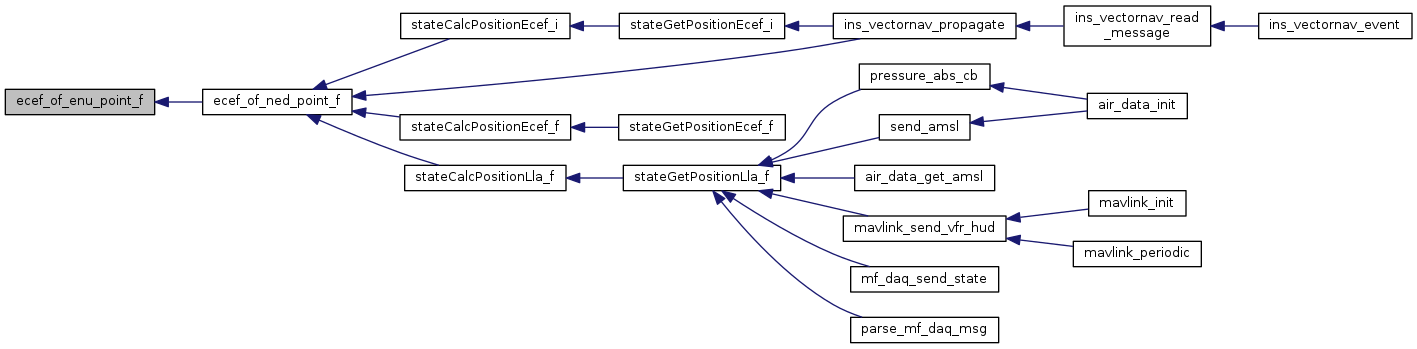 stateCalcPositionEcef_i
stateGetPositionEcef_i
ins_vectornav_propagate
ins_vectornav_read
_message
ins_vectornav_event
pressure_abs_cb
ecef_of_enu_point_f
ecef_of_ned_point_f
air_data_init
stateCalcPositionEcef_f
stateGetPositionEcef_f
send_amsl
stateCalcPositionLla_f
stateGetPositionLla_f
air_data_get_amsl
mavlink_init
mavlink_send_vfr_hud
mavlink_periodic
mf_daq_send_state
parse_mf_daq_msg